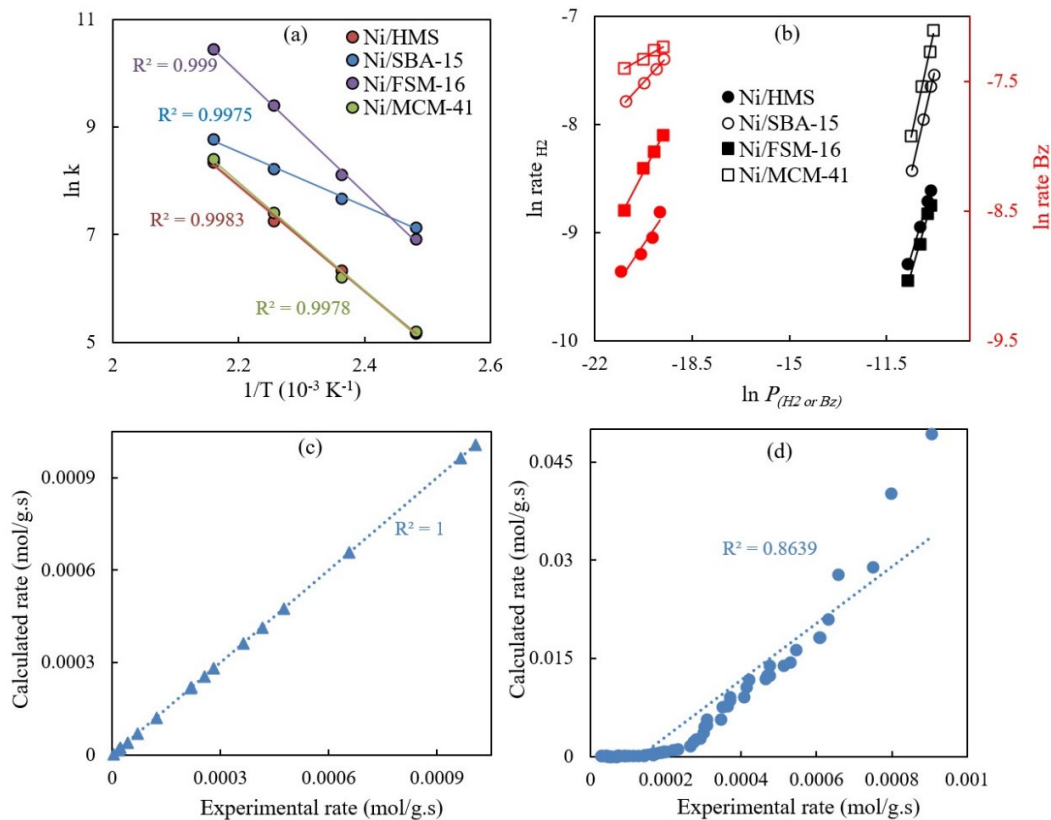 (a)
Ni/HMS
Ni/SBA-15
Ni/FSM-16
Ni/MCM-41
R² = 0.999
R² = 0.9975
R² = 0.9983
R² = 0.9978
11
9
7
5
ln k
2
2.2
2.4
2.6
1/T (10⁻³ K⁻¹)
(b)
Ni/HMS
Ni/SBA-15
Ni/FSM-16
Ni/MCM-41
-7
-8
-9
-10
ln rate H2
-7.5
-8.5
-9.5
ln rate Bz
-22
-18.5
-15
-11.5
ln P(H2 or Bz)
(c)
R² = 1
0.0009
0.0006
0.0003
0
Calculated rate (mol/g.s)
0
0.0003
0.0006
0.0009
Experimental rate (mol/g.s)
(d)
R² = 0.8639
0.045
0.03
0.015
0
Calculated rate (mol/g.s)
0
0.0002
0.0004
0.0006
0.0008
0.001
Experimental rate (mol/g.s)